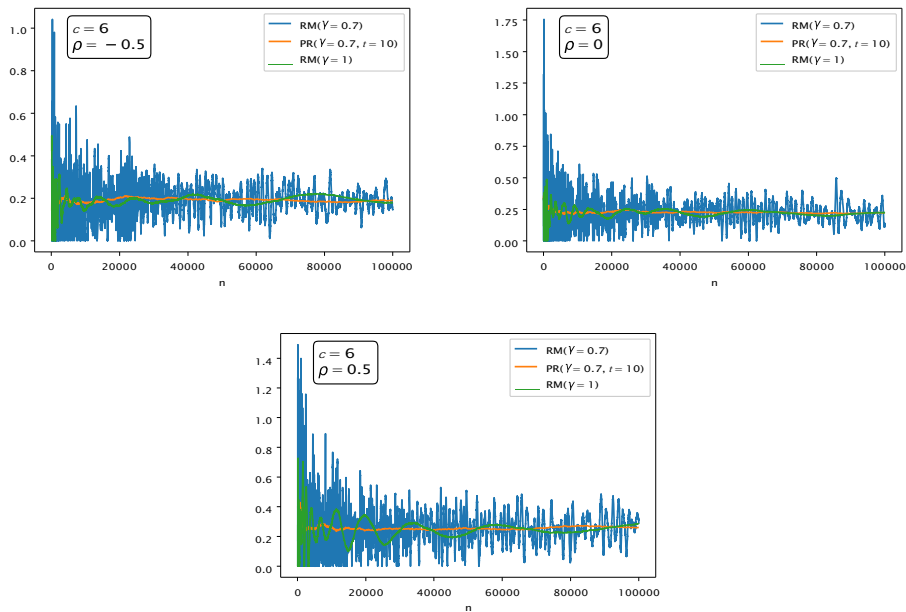 c = 6
ρ = − 0.5
RM(γ = 0.7)
PR(γ = 0.7, t = 10)
RM(γ = 1)
1.0
0.8
0.6
0.4
0.2
0.0
0 20000 40000 60000 80000 100000
n
c = 6
ρ = 0
RM(γ = 0.7)
PR(γ = 0.7, t = 10)
RM(γ = 1)
1.75
1.50
1.25
1.00
0.75
0.50
0.25
0.00
0 20000 40000 60000 80000 100000
n
c = 6
ρ = 0.5
RM(γ = 0.7)
PR(γ = 0.7, t = 10)
RM(γ = 1)
1.4
1.2
1.0
0.8
0.6
0.4
0.2
0.0
0 20000 40000 60000 80000 100000
n